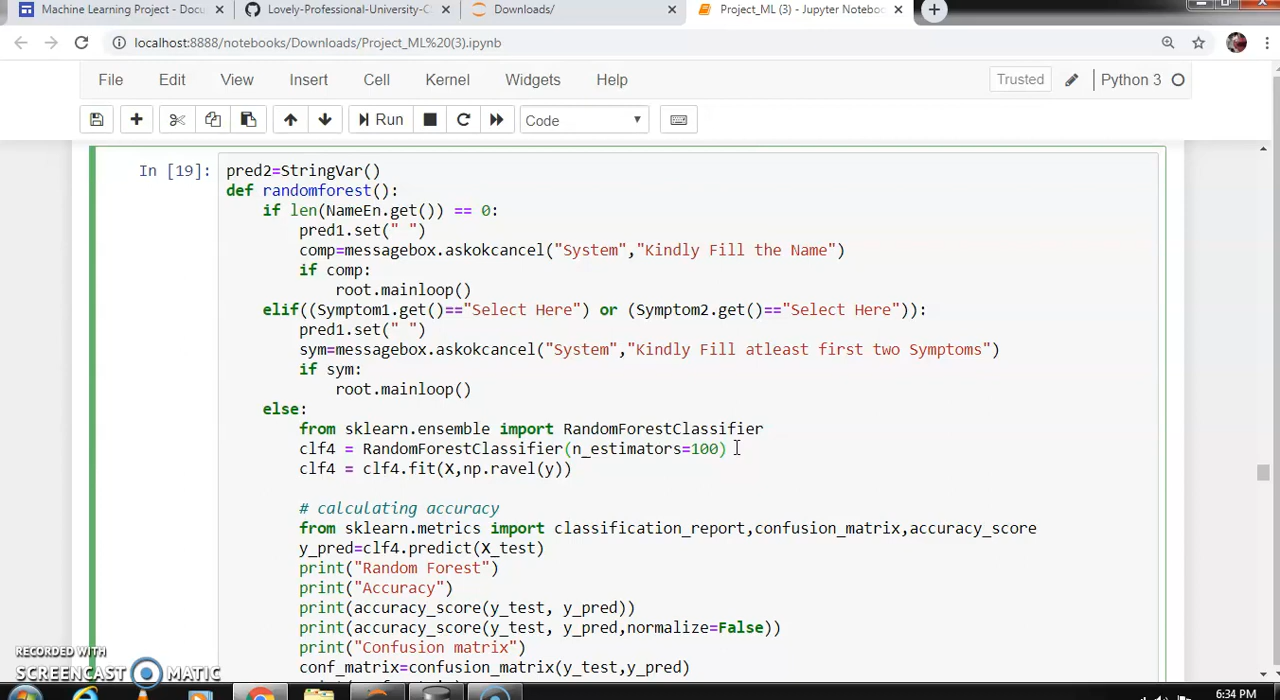 Machine Learning Project - Docu
Lovely-Professional-University-C
Downloads/
Project_ML (3) - Jupyter Noteboo
localhost:8888/notebooks/Downloads/Project_ML%20(3).ipynb
File Edit View Insert Cell Kernel Widgets Help
Trusted
Python 3
Run
Code
In [19]:
pred2=StringVar()
def randomforest():
    if len(NameEn.get()) == 0:
        pred1.set(" ")
        comp=messagebox.askokcancel("System","Kindly Fill the Name")
        if comp:
            root.mainloop()
    elif((Symptom1.get()=="Select Here") or (Symptom2.get()=="Select Here")):
        pred1.set(" ")
        sym=messagebox.askokcancel("System","Kindly Fill atleast first two Symptoms")
        if sym:
            root.mainloop()
    else:
        from sklearn.ensemble import RandomForestClassifier
        clf4 = RandomForestClassifier(n_estimators=100)
        clf4 = clf4.fit(X,np.ravel(y))
        # calculating accuracy
        from sklearn.metrics import classification_report,confusion_matrix,accuracy_score
        y_pred=clf4.predict(X_test)
        print("Random Forest")
        print("Accuracy")
        print(accuracy_score(y_test, y_pred))
        print(accuracy_score(y_test, y_pred,normalize=False))
        print("Confusion matrix")
        conf_matrix=confusion_matrix(y_test,y_pred)
RECORDED WITH
SCREENCAST MATIC
6:34 PM